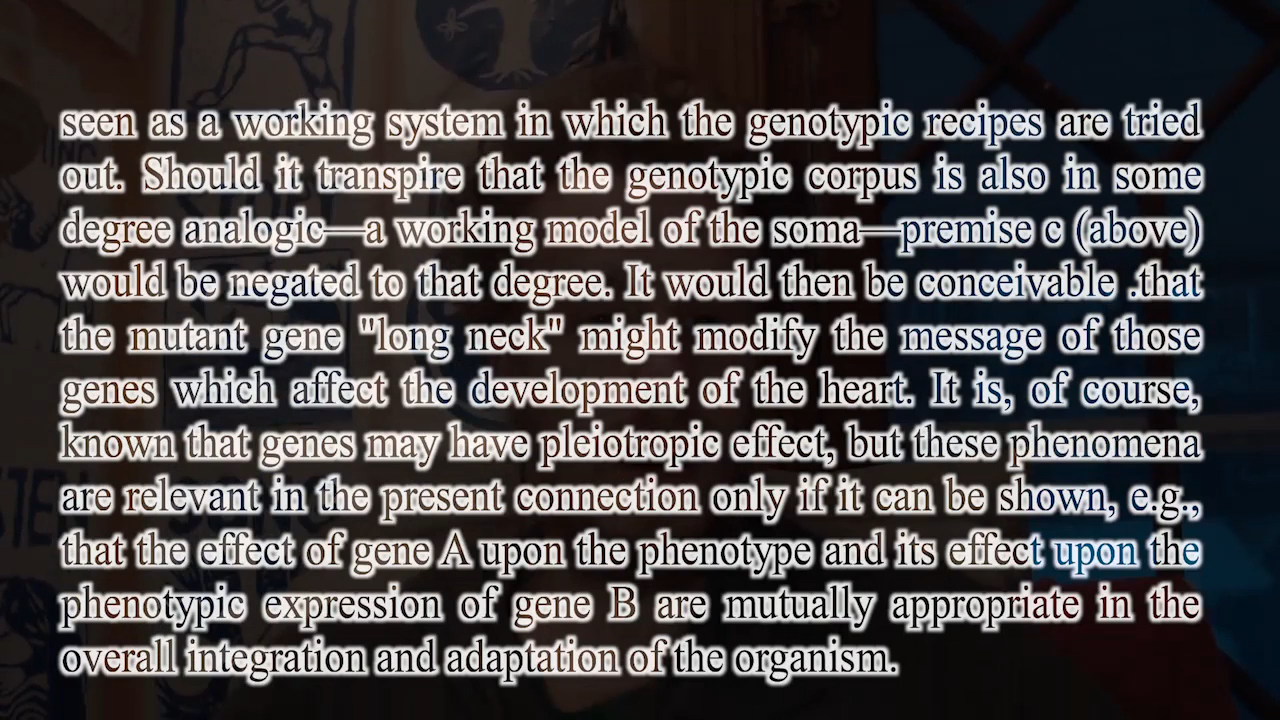 seen as a working system in which the genotypic recipes are tried
out. Should it transpire that the genotypic corpus is also in some
degree analogic—a working model of the soma—premise c (above)
would be negated to that degree. It would then be conceivable .that
the mutant gene "long neck" might modify the message of those
genes which affect the development of the heart. It is, of course,
known that genes may have pleiotropic effect, but these phenomena
are relevant in the present connection only if it can be shown, e.g.,
that the effect of gene A upon the phenotype and its effect upon the
phenotypic expression of gene B are mutually appropriate in the
overall integration and adaptation of the organism.